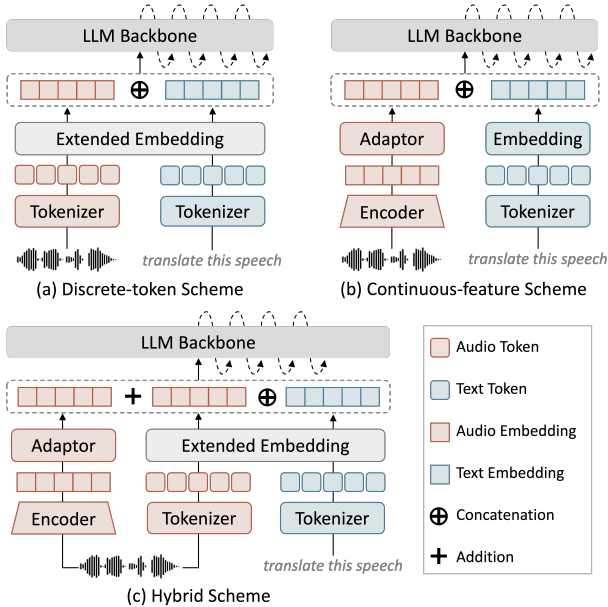 LLM Backbone
Extended Embedding
Tokenizer
Tokenizer
translate this speech
(a) Discrete-token Scheme
LLM Backbone
Adaptor
Embedding
Encoder
Tokenizer
translate this speech
(b) Continuous-feature Scheme
LLM Backbone
Adaptor
Extended Embedding
Encoder
Tokenizer
Tokenizer
translate this speech
(c) Hybrid Scheme
Audio Token
Text Token
Audio Embedding
Text Embedding
Concatenation
Addition